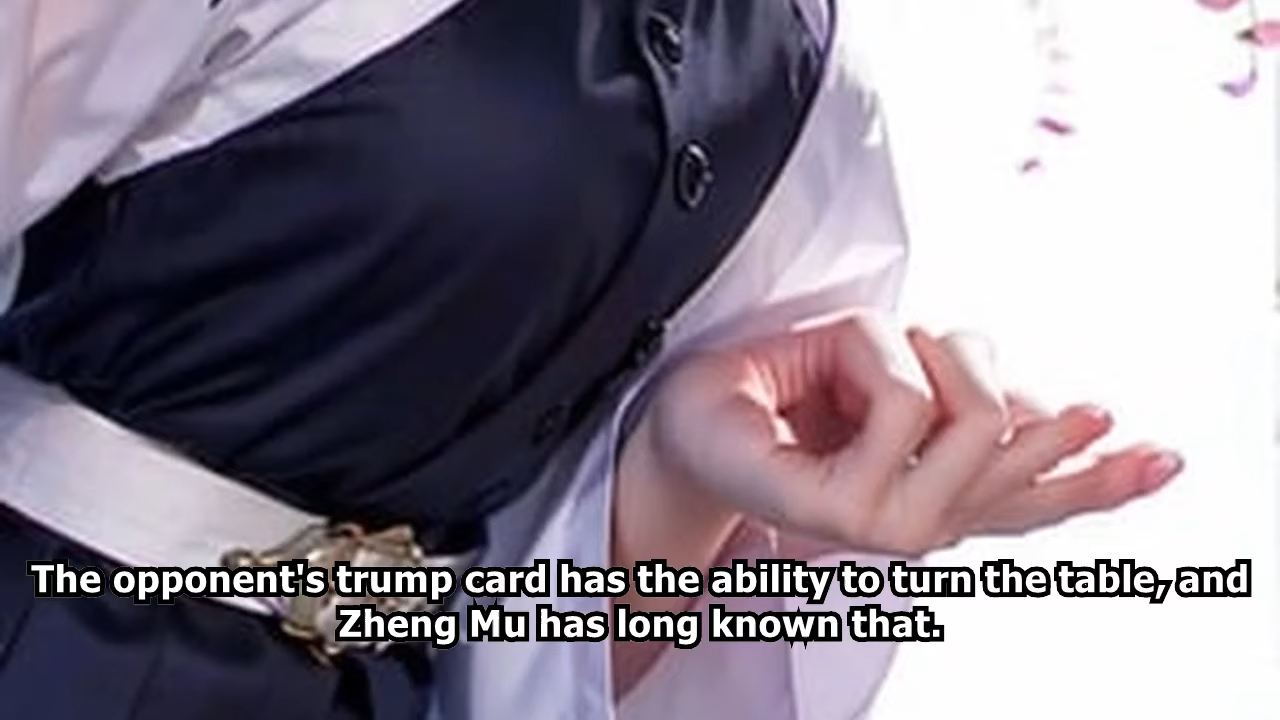 The opponent's trump card has the ability to turn the table, and
Zheng Mu has long known that.